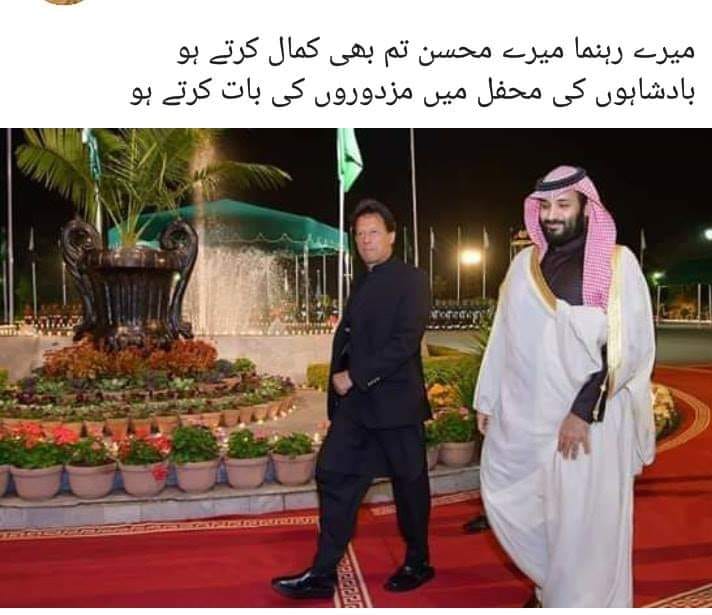 میرے رہنما میرے محسن تم بھی کمال کرتے ہو
بادشاہوں کی محفل میں مزدوروں کی بات کرتے ہو